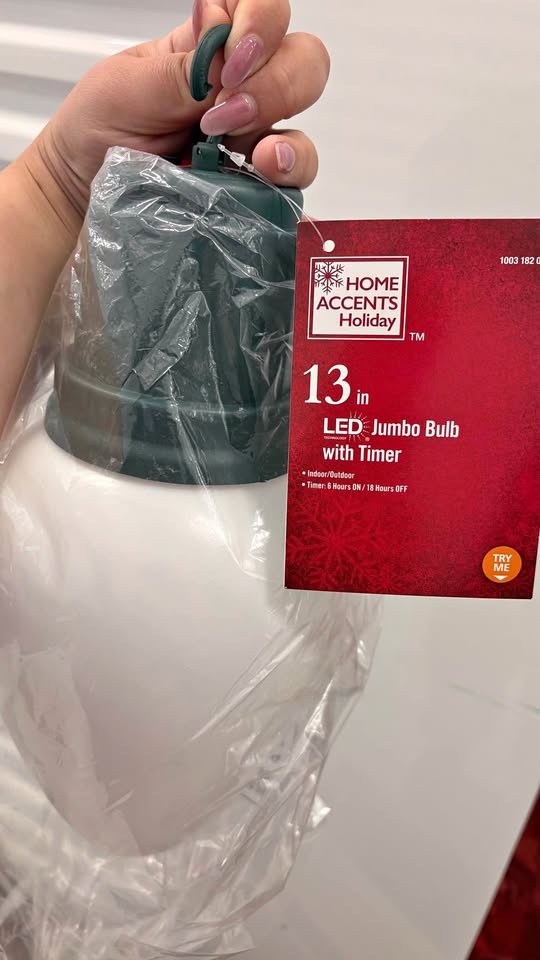 1003 182 0
HOME
ACCENTS
Holiday
TM
13 in
LED Jumbo Bulb
TECHNOLOGY
with Timer
• Indoor/Outdoor
• Timer: 6 Hours ON / 18 Hours OFF
TRY
ME